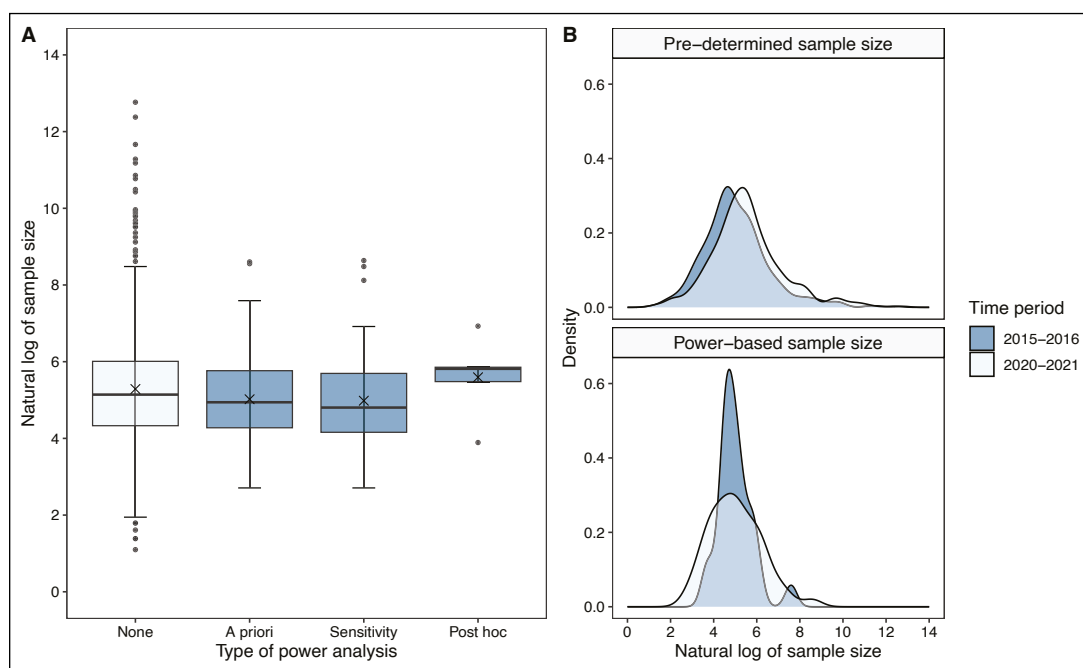 A
14
12
10
8
6
4
2
0
Natural log of sample size
None
A priori
Sensitivity
Post hoc
Type of power analysis
B
Pre−determined sample size
0.6
0.4
0.2
0.0
Density
Power−based sample size
0.6
0.4
0.2
0.0
0 2 4 6 8 10 12 14
Natural log of sample size
Time period
2015−2016
2020−2021